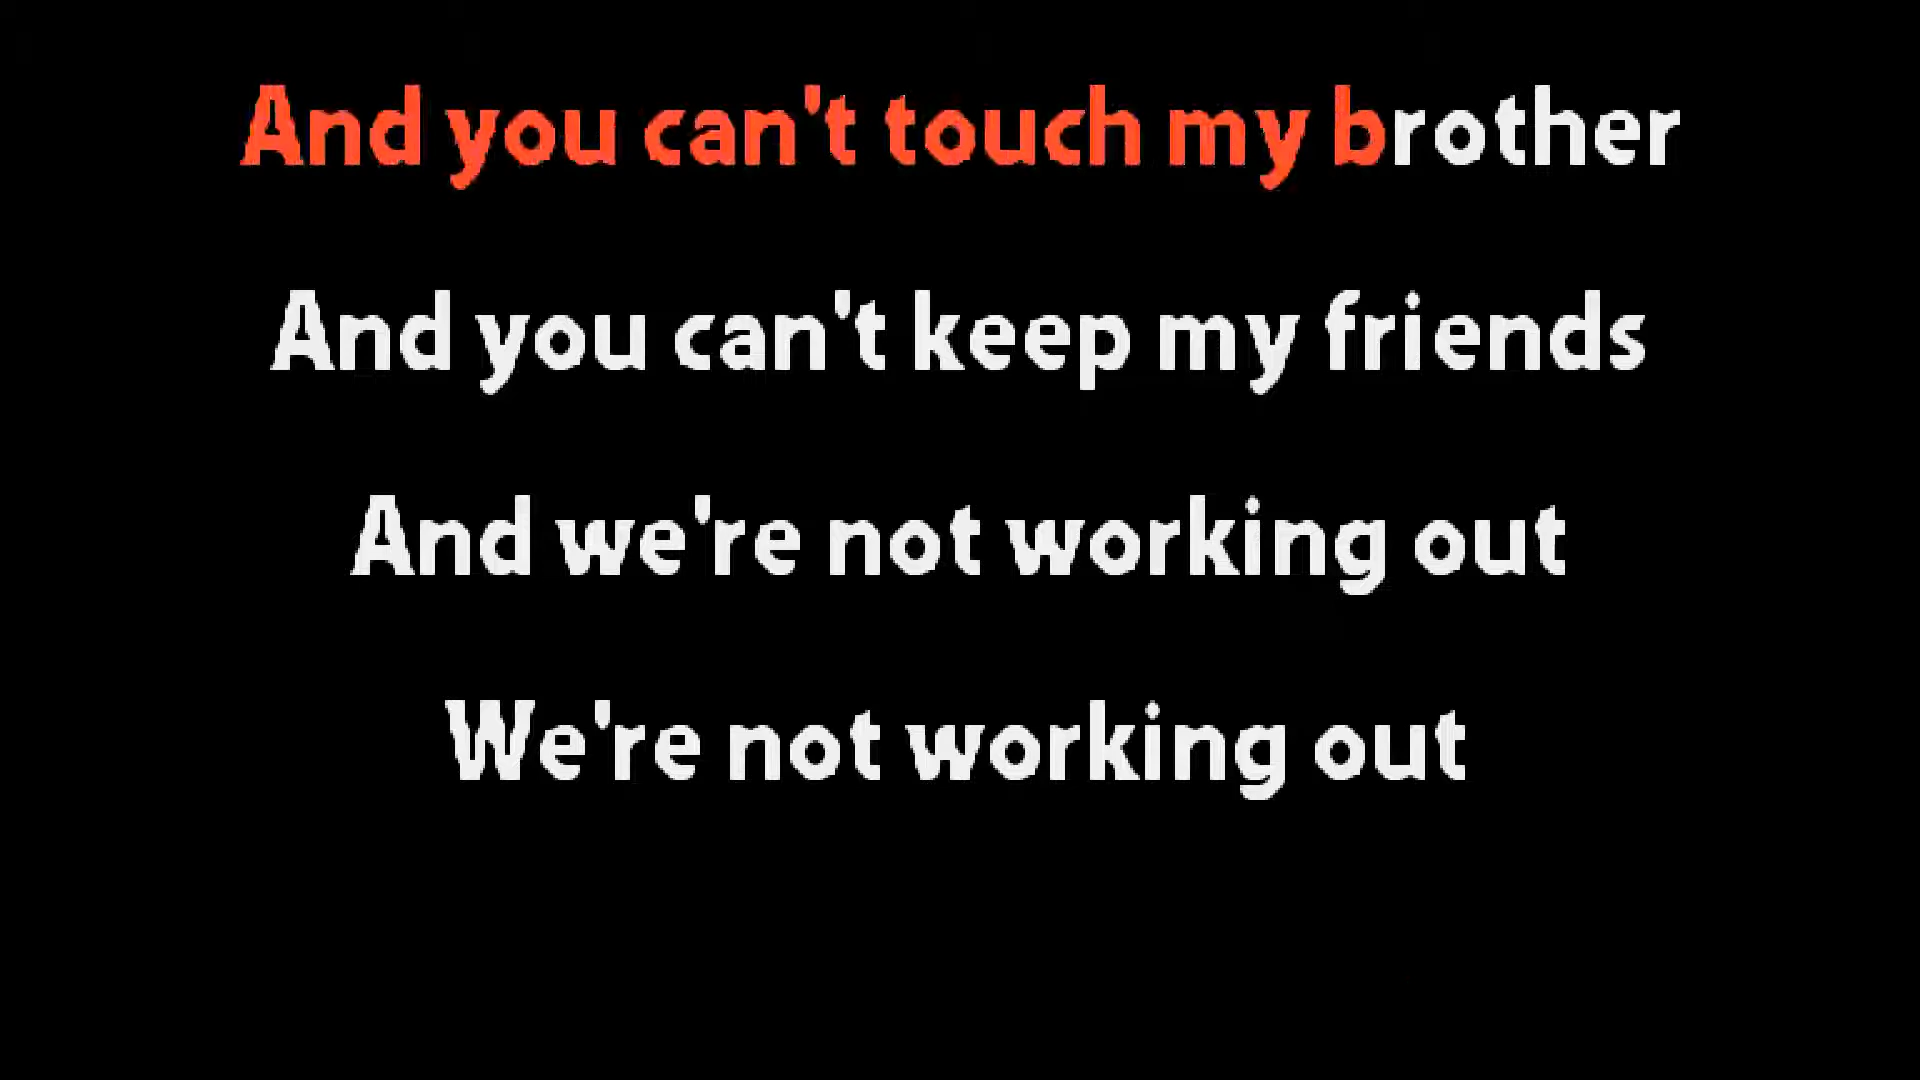 And you can't touch my brother
And you can't keep my friends
And we're not working out
We're not working out